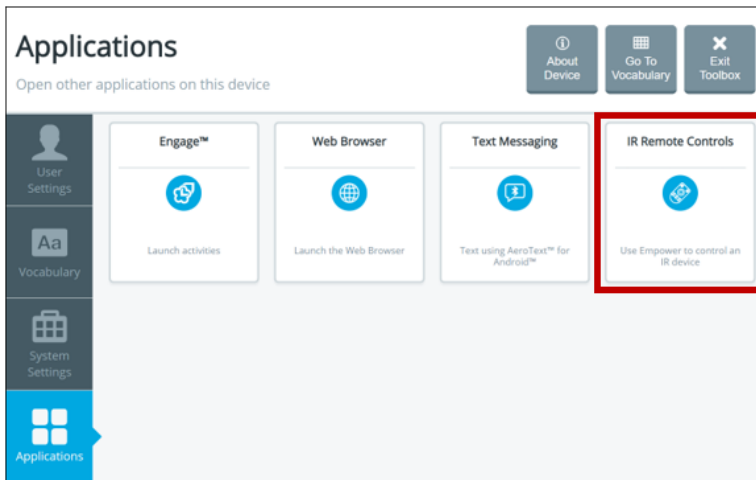 Applications
Open other applications on this device
About
Device
Go To
Vocabulary
Exit
Toolbox
User
Settings
Aa
Vocabulary
System
Settings
Applications
Engage™
Launch activities
Web Browser
Launch the Web Browser
Text Messaging
Text using AeroText™ for
Android™
IR Remote Controls
Use Empower to control an
IR device